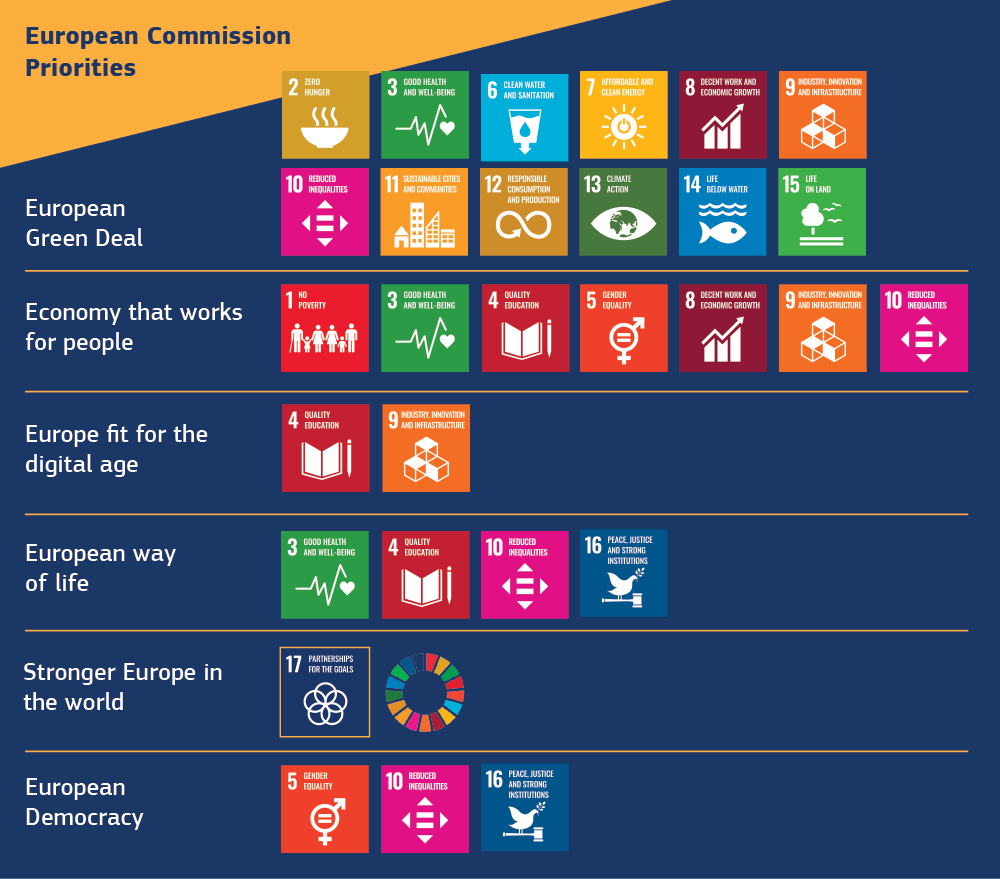 European Commission
Priorities
2 ZERO
HUNGER
3 GOOD HEALTH
AND WELL-BEING
6 CLEAN WATER
AND SANITATION
7 AFFORDABLE AND
CLEAN ENERGY
8 DECENT WORK AND
ECONOMIC GROWTH
9 INDUSTRY, INNOVATION
AND INFRASTRUCTURE
European
Green Deal
10 REDUCED
INEQUALITIES
11 SUSTAINABLE CITIES
AND COMMUNITIES
12 RESPONSIBLE
CONSUMPTION
AND PRODUCTION
13 CLIMATE
ACTION
14 LIFE
BELOW WATER
15 LIFE
ON LAND
Economy that works
for people
1 NO
POVERTY
3 GOOD HEALTH
AND WELL-BEING
4 QUALITY
EDUCATION
5 GENDER
EQUALITY
8 DECENT WORK AND
ECONOMIC GROWTH
9 INDUSTRY, INNOVATION
AND INFRASTRUCTURE
10 REDUCED
INEQUALITIES
Europe fit for the
digital age
4 QUALITY
EDUCATION
9 INDUSTRY, INNOVATION
AND INFRASTRUCTURE
European way
of life
3 GOOD HEALTH
AND WELL-BEING
4 QUALITY
EDUCATION
10 REDUCED
INEQUALITIES
16 PEACE, JUSTICE
AND STRONG
INSTITUTIONS
Stronger Europe in
the world
17 PARTNERSHIPS
FOR THE GOALS
European
Democracy
5 GENDER
EQUALITY
10 REDUCED
INEQUALITIES
16 PEACE, JUSTICE
AND STRONG
INSTITUTIONS